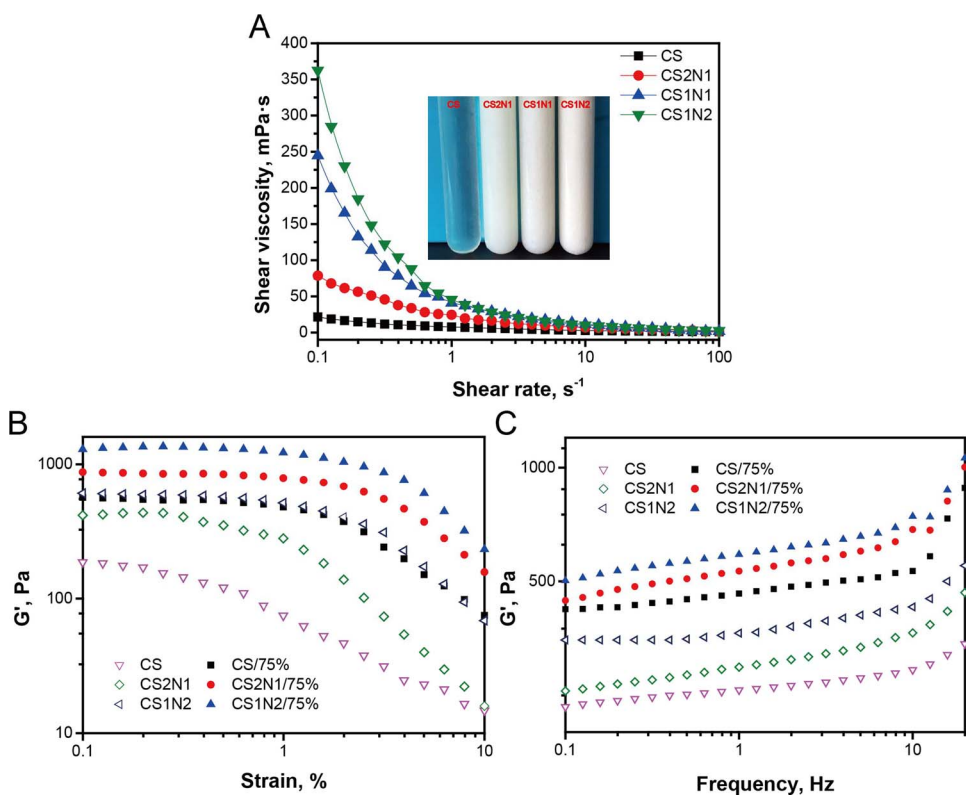 A
400
350
300
250
200
150
100
50
0
Shear viscosity, mPa·s
CS
CS2N1
CS1N1
CS1N2
CS CS2N1 CS1N1 CS1N2
0.1 1 10 100
Shear rate, s⁻¹
B
1000
100
10
G', Pa
CS CS/75%
CS2N1 CS2N1/75%
CS1N2 CS1N2/75%
0.1 1 10
Strain, %
C
1000
500
G', Pa
CS CS/75%
CS2N1 CS2N1/75%
CS1N2 CS1N2/75%
0.1 1 10
Frequency, Hz